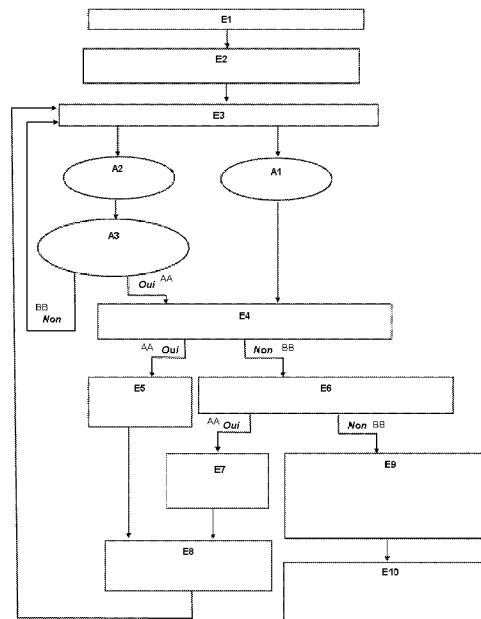 E1
E2
E3
A2
A1
A3
Oui AA
BB
Non
E4
AA Oui
Non BB
E5
E6
AA Oui
Non BB
E7
E9
E8
E10